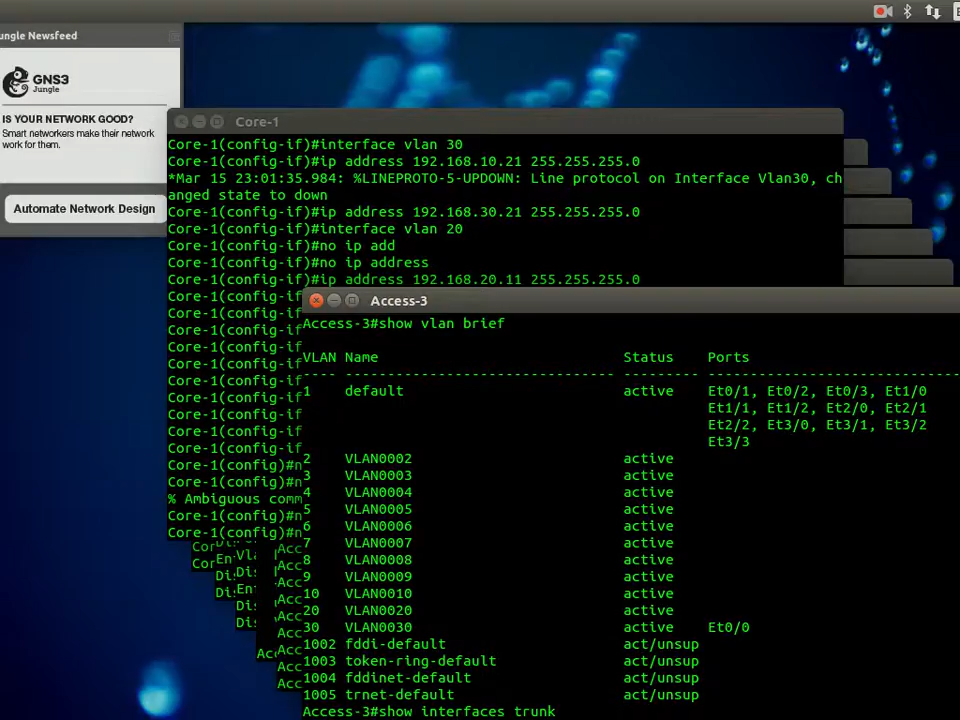 ungle Newsfeed
GNS3
Jungle
IS YOUR NETWORK GOOD?
Smart networkers make their network
work for them.
Automate Network Design
Core-1
Core-1(config-if)#interface vlan 30
Core-1(config-if)#ip address 192.168.10.21 255.255.255.0
*Mar 15 23:01:35.984: %LINEPROTO-5-UPDOWN: Line protocol on Interface Vlan30, ch
anged state to down
Core-1(config-if)#ip address 192.168.30.21 255.255.255.0
Core-1(config-if)#interface vlan 20
Core-1(config-if)#no ip add
Core-1(config-if)#no ip address
Core-1(config-if)#ip address 192.168.20.11 255.255.255.0
Core-1(config-if
Core-1(config-if
Core-1(config-if
Core-1(config-if
Core-1(config-if
Core-1(config-if
Core-1(config-if
Core-1(config-if
Core-1(config-if
Core-1(config-if
Core-1(config)#n
Core-1(config)#n
% Ambiguous comm
Core-1(config)#n
Core-1(config)#n
Access-3
Access-3#show vlan brief
VLAN Name Status Ports
---- -------------------------------- --------- -------------------------------
1 default active Et0/1, Et0/2, Et0/3, Et1/0
Et1/1, Et1/2, Et2/0, Et2/1
Et2/2, Et3/0, Et3/1, Et3/2
Et3/3
2 VLAN0002 active
3 VLAN0003 active
4 VLAN0004 active
5 VLAN0005 active
6 VLAN0006 active
7 VLAN0007 active
8 VLAN0008 active
9 VLAN0009 active
10 VLAN0010 active
20 VLAN0020 active
30 VLAN0030 active Et0/0
1002 fddi-default act/unsup
1003 token-ring-default act/unsup
1004 fddinet-default act/unsup
1005 trnet-default act/unsup
Access-3#show interfaces trunk